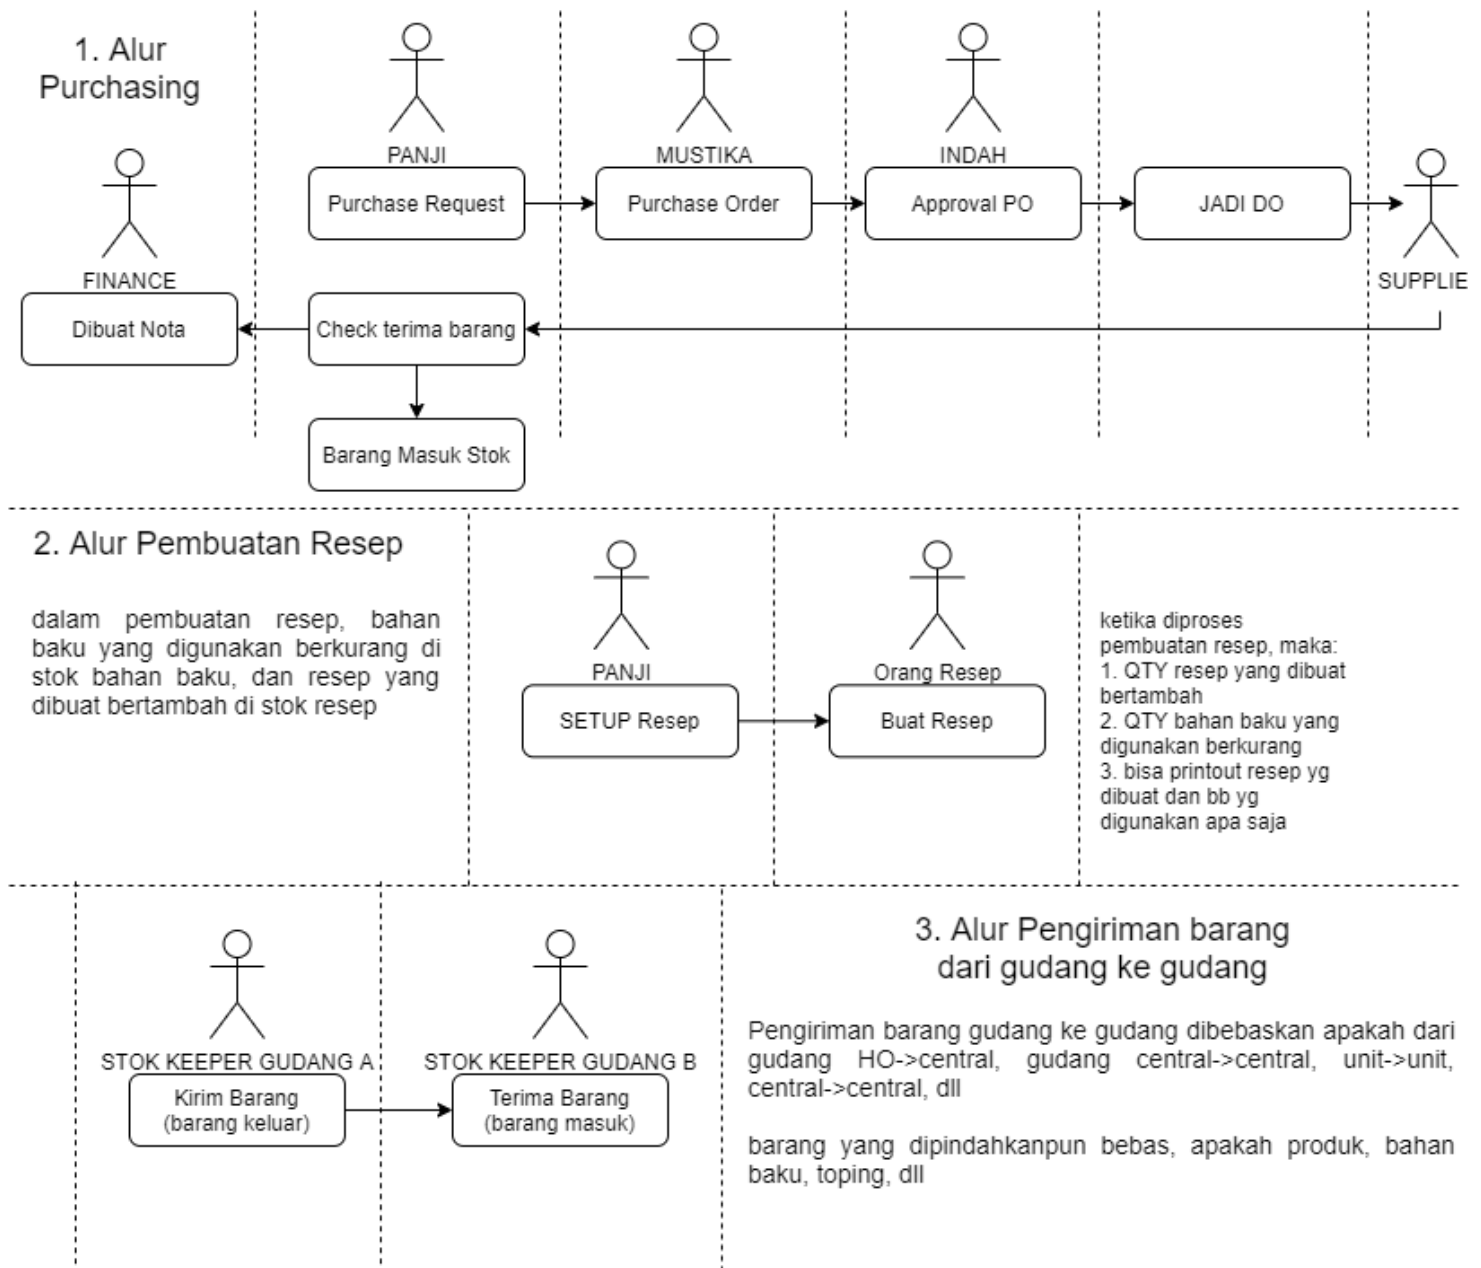 1. Alur
Purchasing
PANJI
MUSTIKA
INDAH
Purchase Request
Purchase Order
Approval PO
JADI DO
FINANCE
SUPPLIE
Dibuat Nota
Check terima barang
Barang Masuk Stok
2. Alur Pembuatan Resep
dalam pembuatan resep, bahan
baku yang digunakan berkurang di
stok bahan baku, dan resep yang
dibuat bertambah di stok resep
PANJI
Orang Resep
SETUP Resep
Buat Resep
ketika diproses
pembuatan resep, maka:
1. QTY resep yang dibuat
bertambah
2. QTY bahan baku yang
digunakan berkurang
3. bisa printout resep yg
dibuat dan bb yg
digunakan apa saja
STOK KEEPER GUDANG A
STOK KEEPER GUDANG B
Kirim Barang
(barang keluar)
Terima Barang
(barang masuk)
3. Alur Pengiriman barang
dari gudang ke gudang
Pengiriman barang gudang ke gudang dibebaskan apakah dari
gudang HO->central, gudang central->central, unit->unit,
central->central, dll
barang yang dipindahkanpun bebas, apakah produk, bahan
baku, toping, dll